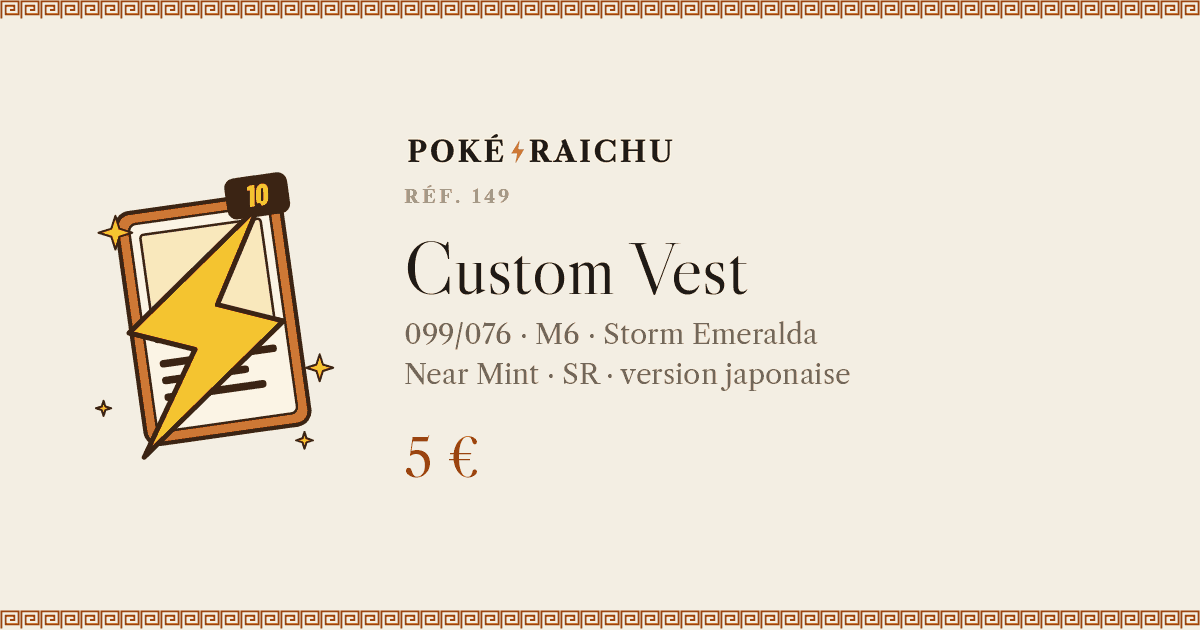 10
POKÉ RAICHU
RÉF. 149
Custom Vest
099/076 · M6 · Storm Emeralda
Near Mint · SR · version japonaise
5 €